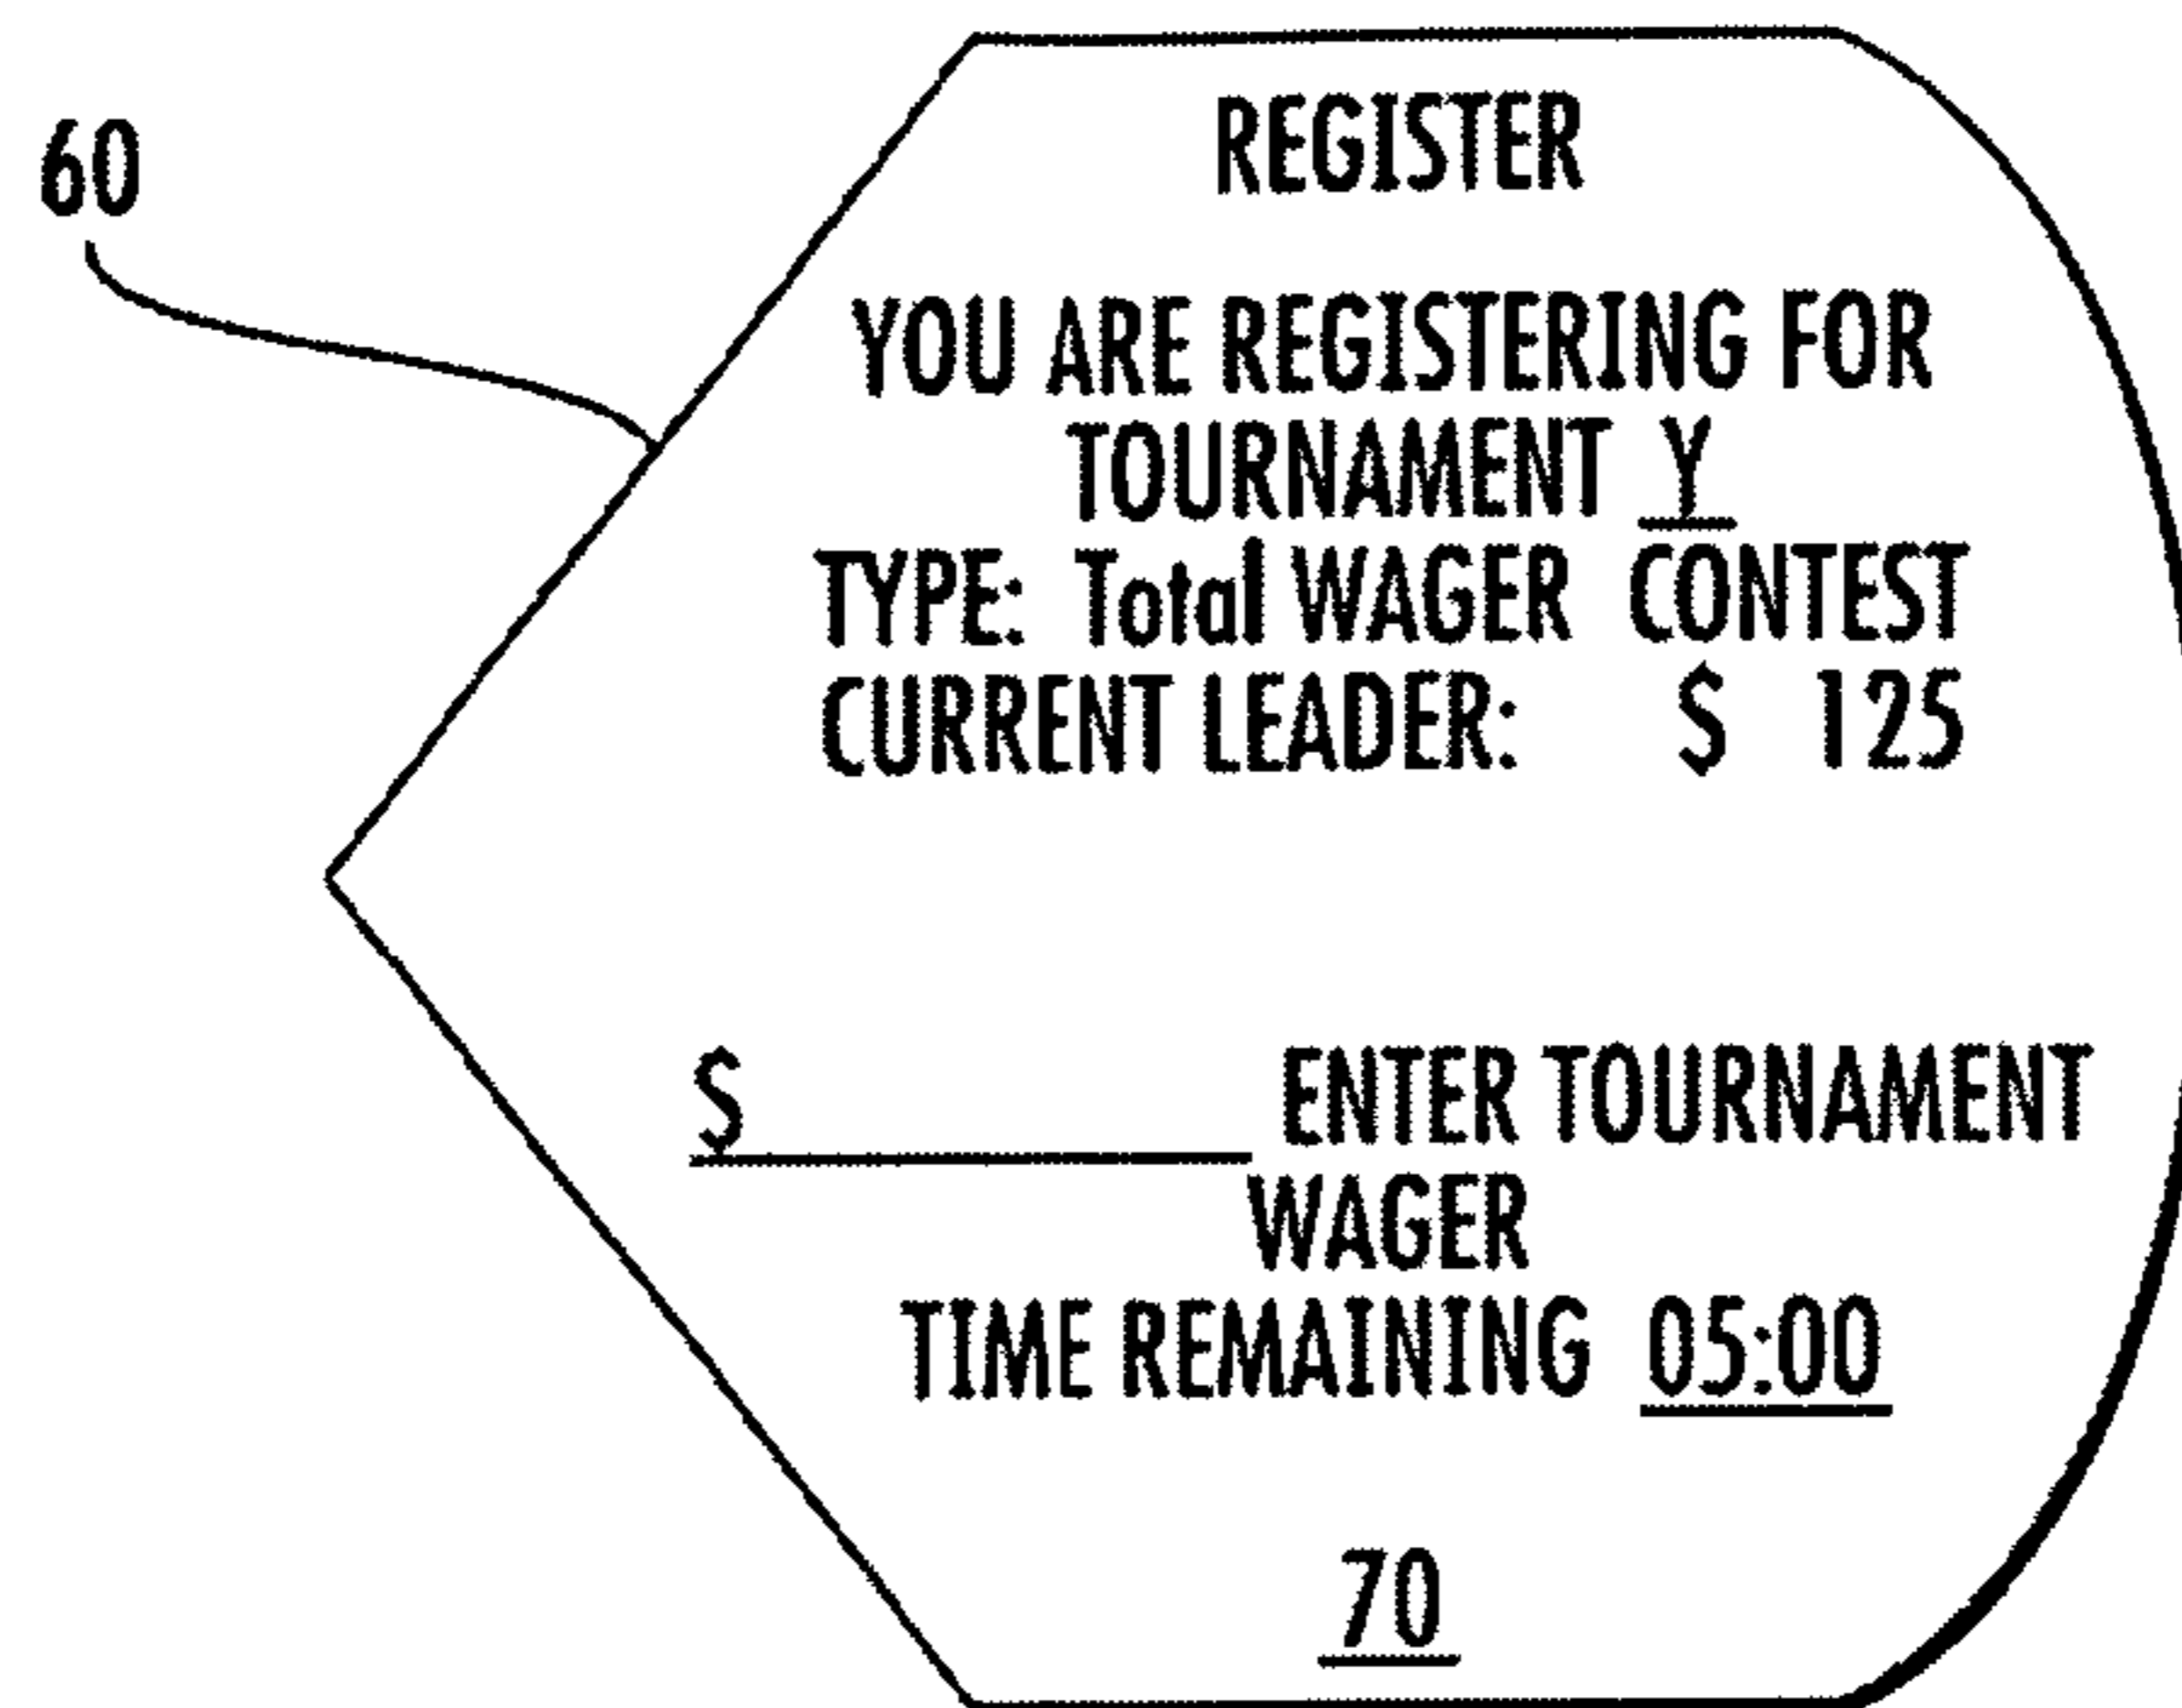 60
REGISTER
YOU ARE REGISTERING FOR
TOURNAMENT Y
TYPE: Total WAGER CONTEST
CURRENT LEADER: $ 125
$__________ ENTER TOURNAMENT
WAGER
TIME REMAINING 05:00
70